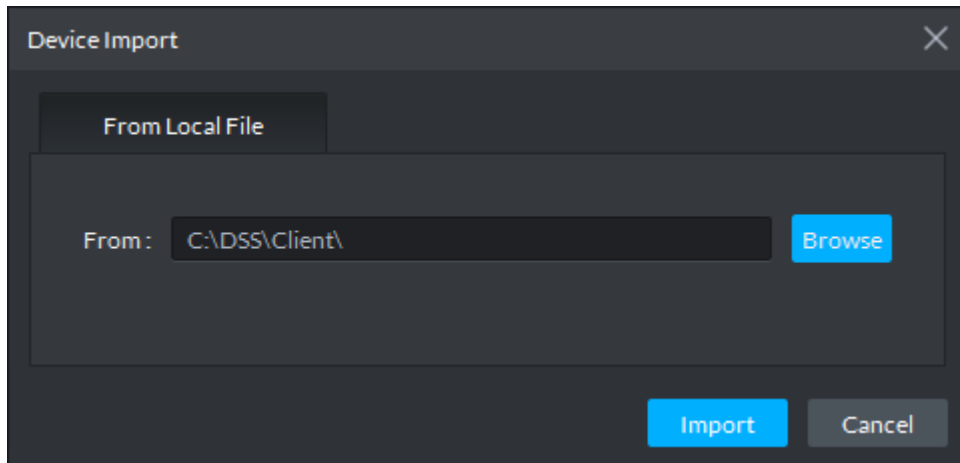 Device Import
From Local File
From: C:\DSS\Client\ Browse
Import Cancel